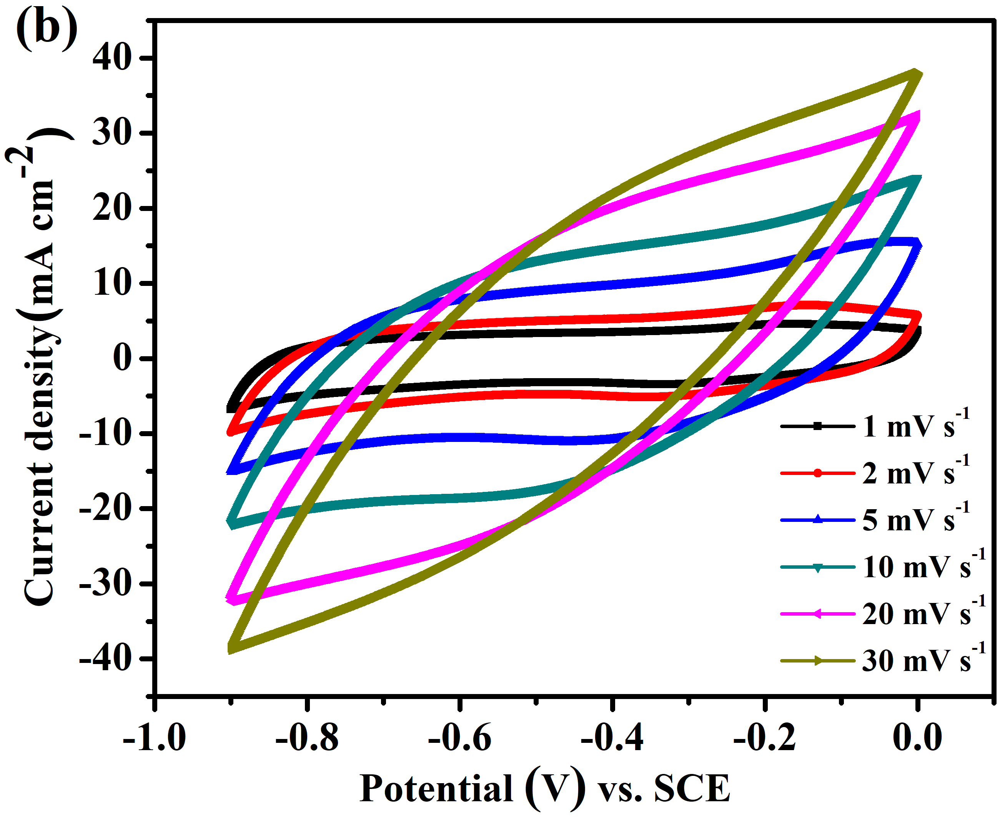 (b)
Current density(mA cm-2)
40
30
20
10
0
-10
-20
-30
-40
1 mV s-1
2 mV s-1
5 mV s-1
10 mV s-1
20 mV s-1
30 mV s-1
-1.0 -0.8 -0.6 -0.4 -0.2 0.0
Potential (V) vs. SCE